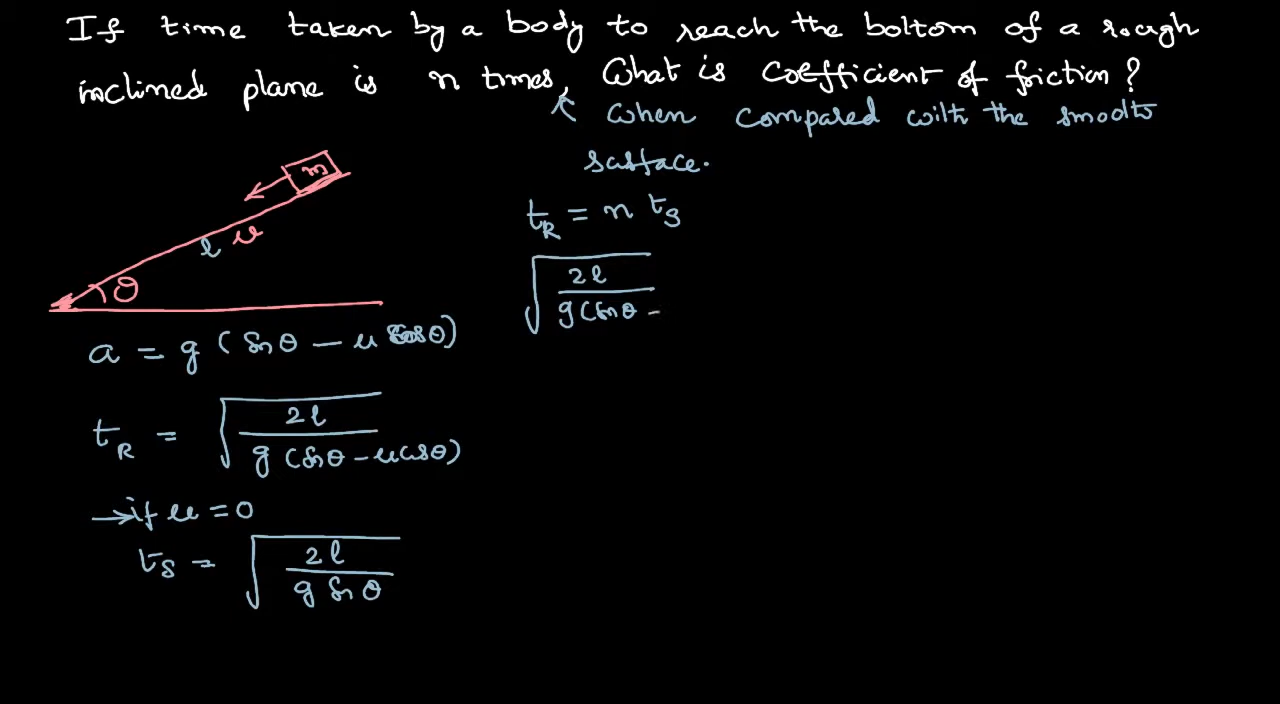 If time taken by a body to reach the bottom of a rough
inclined plane is n times, What is coefficient of friction?
↖ when compared with the smooth
surface.
m
l μ
θ
a = g (Sinθ – μ cosθ)
t_R = √(2l / g (Sinθ – μcosθ))
→ if μ = 0
t_S = √(2l / g Sinθ)
t_R = n t_S
√(2l / g(Sinθ –